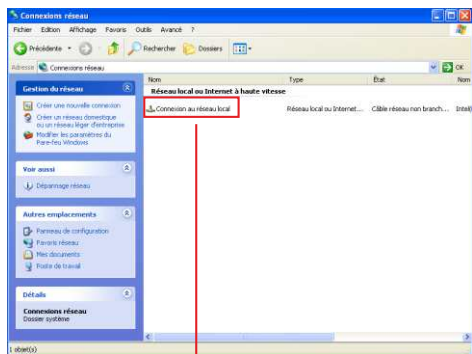 Connexions réseau
Fichier Edition Affichage Favoris Outils Avancé ?
Précédente Rechercher Dossiers
Adresse Connexions réseau OK
Nom Type État Nom
Gestion du réseau
Créer une nouvelle connexion
Créer un réseau domestique
ou un réseau léger d'entreprise
Modifier les paramètres du
Pare-feu Windows
Voir aussi
Dépannage réseau
Autres emplacements
Panneau de configuration
Favoris réseau
Mes documents
Poste de travail
Détails
Connexions réseau
Dossier système
Réseau local ou Internet à haute vitesse
Connexion au réseau local Réseau local ou Internet... Câble réseau non branch... Intel(
1 objet(s)